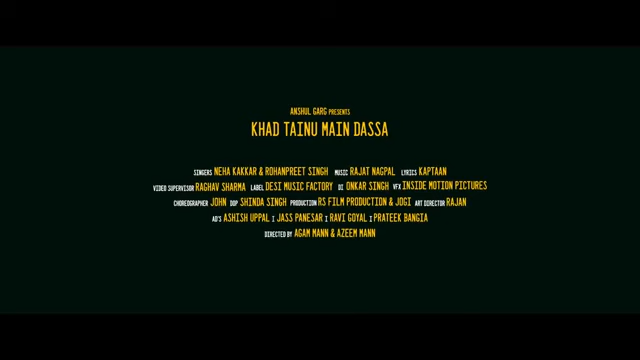 ANSHUL GARG PRESENTS
KHAD TAINU MAIN DASSA
SINGERS NEHA KAKKAR & ROHANPREET SINGH MUSIC RAJAT NAGPAL LYRICS KAPTAAN
VIDEO SUPERVISOR RAGHAV SHARMA LABEL DESI MUSIC FACTORY DI ONKAR SINGH VFX INSIDE MOTION PICTURES
CHOREOGRAPHER JOHN DOP SHINDA SINGH PRODUCTION RS FILM PRODUCTION & JOGI ART DIRECTOR RAJAN
AD'S ASHISH UPPAL I JASS PANESAR I RAVI GOYAL I PRATEEK BANGIA
DIRECTED BY AGAM MANN & AZEEM MANN